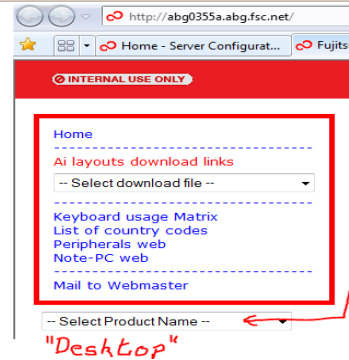 http://abg0355a.abg.fsc.net/
Home - Server Configurat...
Fujits
INTERNAL USE ONLY
Home
Ai layouts download links
-- Select download file --
Keyboard usage Matrix
List of country codes
Peripherals web
Note-PC web
Mail to Webmaster
-- Select Product Name --
"Desktop"